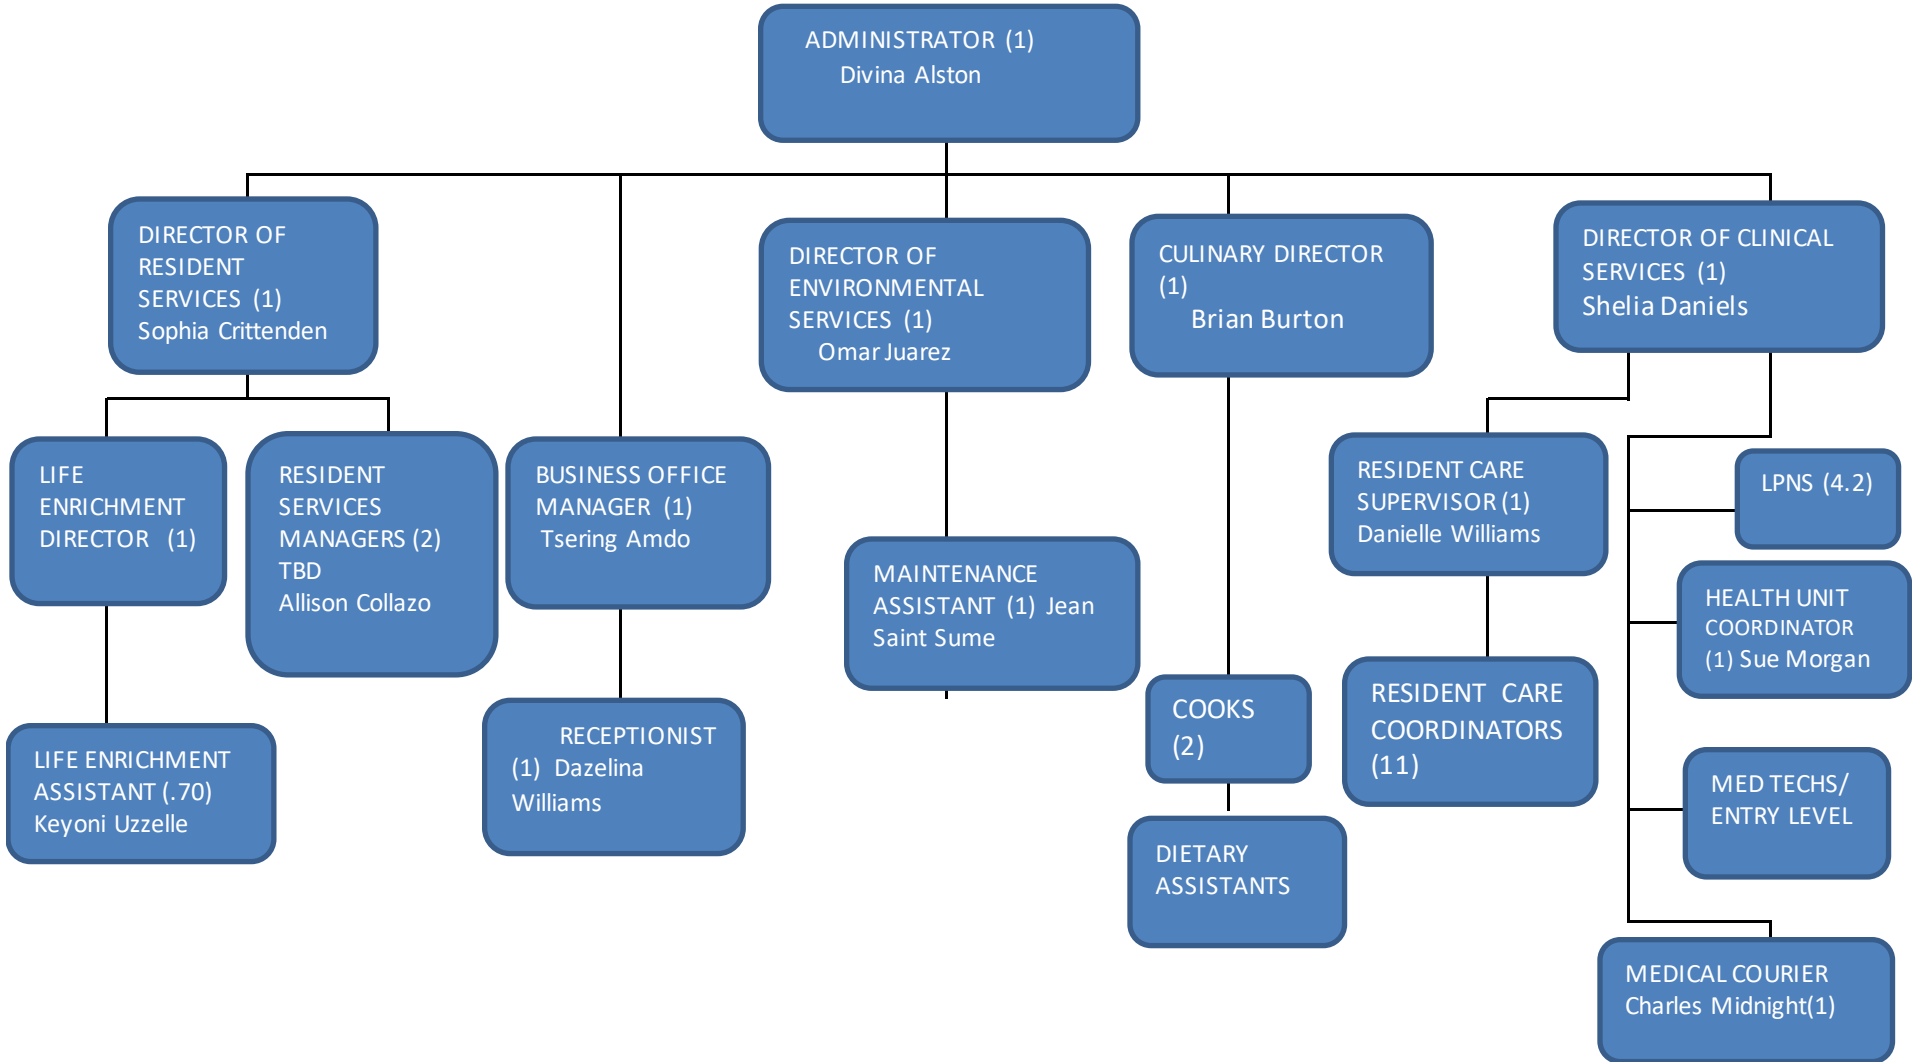 ADMINISTRATOR (1)
Divina Alston
DIRECTOR OF
RESIDENT
SERVICES (1)
Sophia Crittenden
DIRECTOR OF
ENVIRONMENTAL
SERVICES (1)
Omar Juarez
CULINARY DIRECTOR
(1)
Brian Burton
DIRECTOR OF CLINICAL
SERVICES (1)
Shelia Daniels
LIFE
ENRICHMENT
DIRECTOR (1)
RESIDENT
SERVICES
MANAGERS (2)
TBD
Allison Collazo
BUSINESS OFFICE
MANAGER (1)
Tsering Amdo
MAINTENANCE
ASSISTANT (1) Jean
Saint Sume
RESIDENT CARE
SUPERVISOR (1)
Danielle Williams
LPNS (4.2)
HEALTH UNIT
COORDINATOR
(1) Sue Morgan
LIFE ENRICHMENT
ASSISTANT (.70)
Keyoni Uzzelle
RECEPTIONIST
(1) Dazelina
Williams
COOKS
(2)
RESIDENT CARE
COORDINATORS
(11)
MED TECHS/
ENTRY LEVEL
DIETARY
ASSISTANTS
MEDICAL COURIER
Charles Midnight(1)